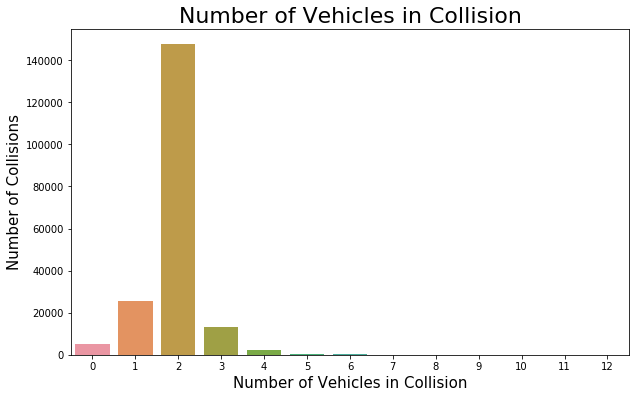 Number of Vehicles in Collision
Number of Collisions
140000
120000
100000
80000
60000
40000
20000
0
0 1 2 3 4 5 6 7 8 9 10 11 12
Number of Vehicles in Collision